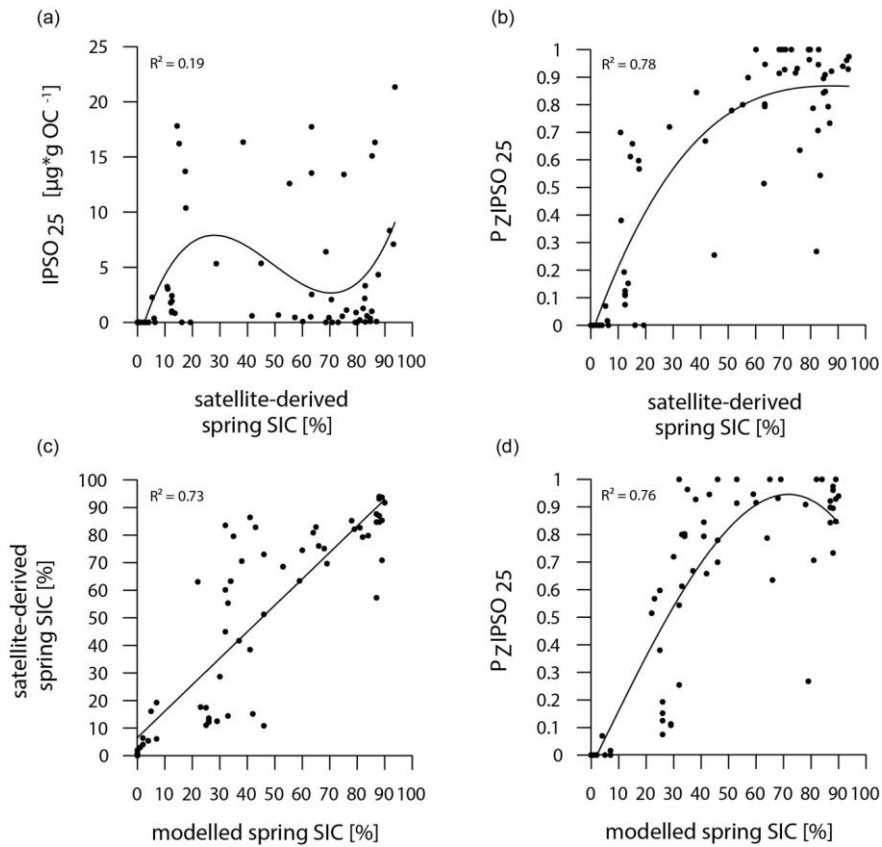 (a)
R² = 0.19
IPSO 25 [µg*g OC ⁻¹]
25
20
15
10
5
0
0 10 20 30 40 50 60 70 80 90 100
satellite-derived
spring SIC [%]
(b)
R² = 0.78
PZIPSO 25
1
0.9
0.8
0.7
0.6
0.5
0.4
0.3
0.2
0.1
0
0 10 20 30 40 50 60 70 80 90 100
satellite-derived
spring SIC [%]
(c)
R² = 0.73
satellite-derived
spring SIC [%]
100
90
80
70
60
50
40
30
20
10
0
0 10 20 30 40 50 60 70 80 90 100
modelled spring SIC [%]
(d)
R² = 0.76
PZIPSO 25
1
0.9
0.8
0.7
0.6
0.5
0.4
0.3
0.2
0.1
0
0 10 20 30 40 50 60 70 80 90 100
modelled spring SIC [%]